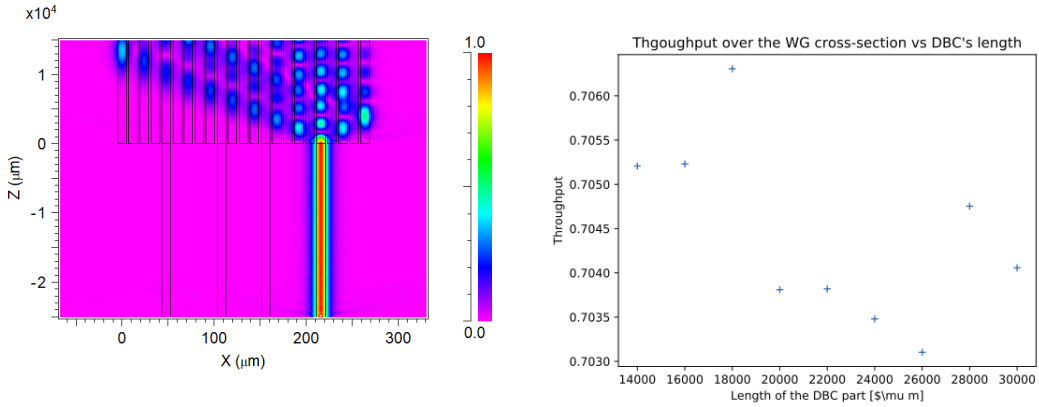 x10⁴
1
0
-1
-2
Z (μm)
0
100
200
300
X (μm)
1.0
0.0
Thgoughput over the WG cross-section vs DBC's length
0.7060
0.7055
0.7050
0.7045
0.7040
0.7035
0.7030
Throughput
14000 16000 18000 20000 22000 24000 26000 28000 30000
Length of the DBC part [$\mu m]